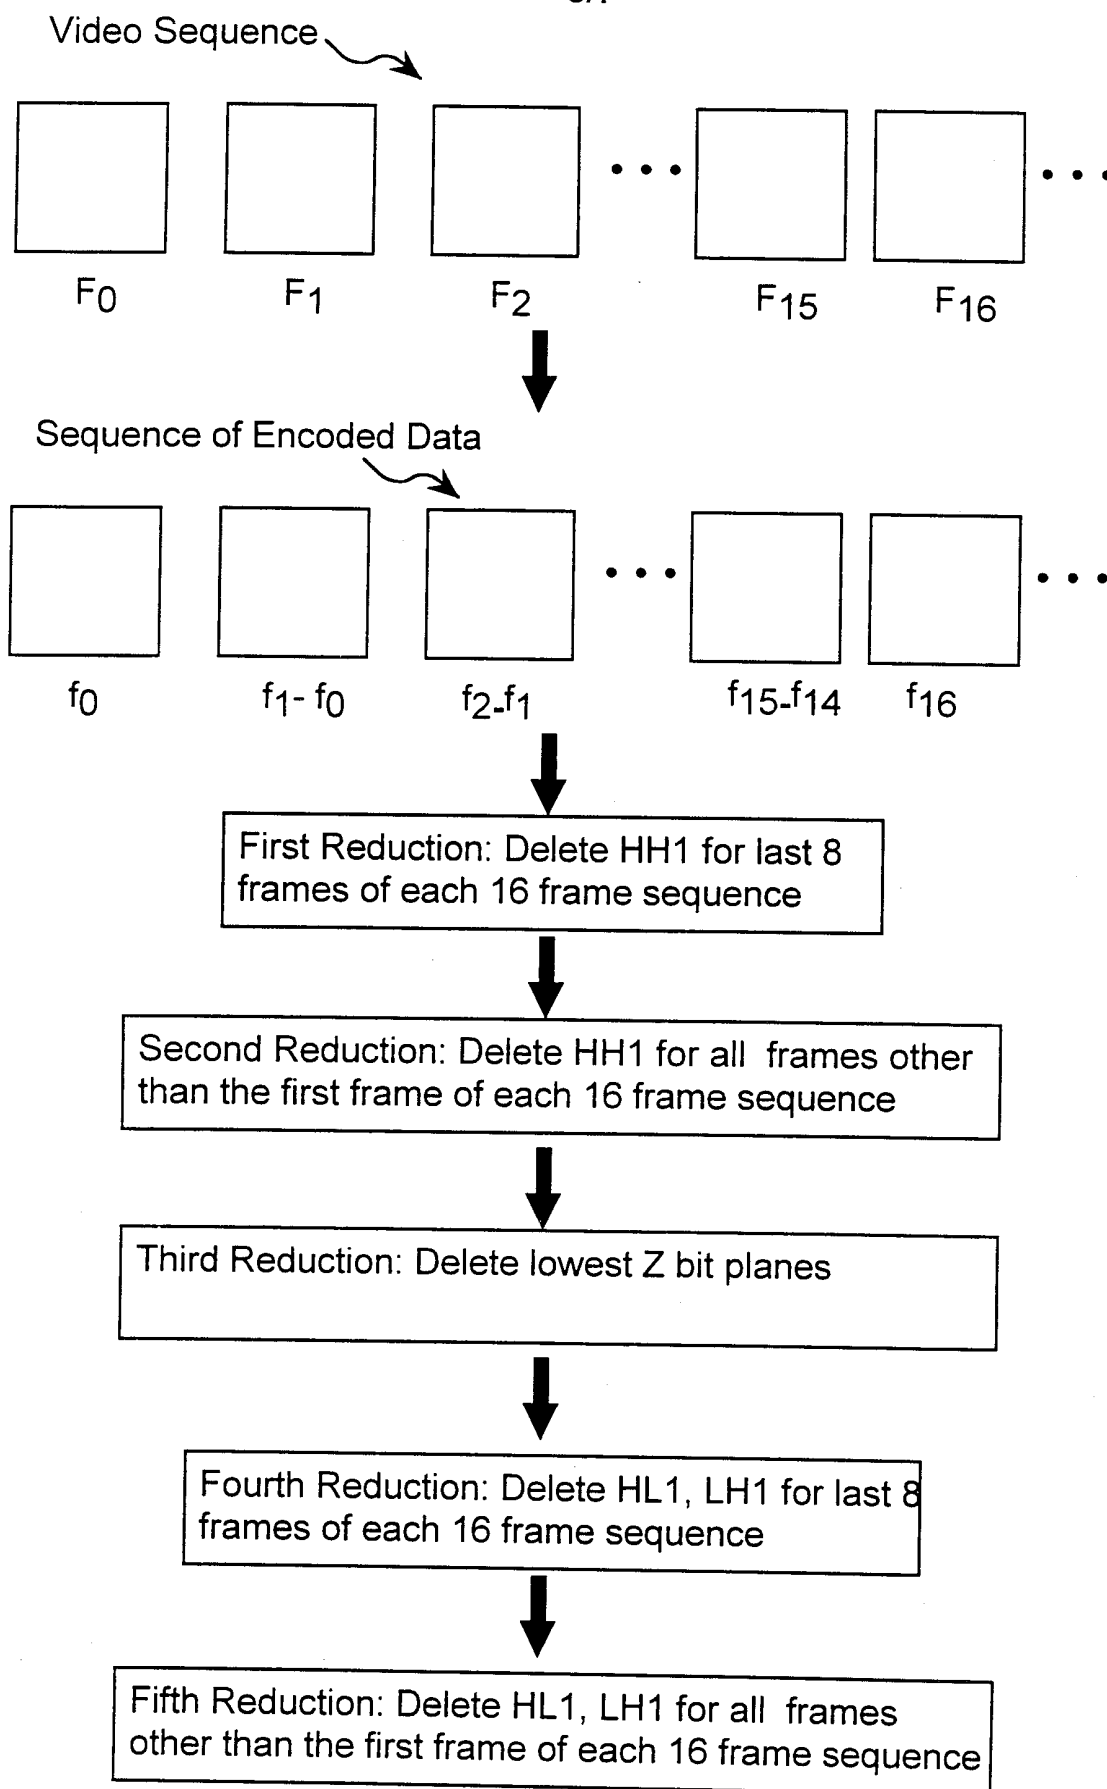 Video Sequence
F0 F1 F2 F15 F16
Sequence of Encoded Data
f0 f1- f0 f2-f1 f15-f14 f16
First Reduction: Delete HH1 for last 8
frames of each 16 frame sequence
Second Reduction: Delete HH1 for all frames other
than the first frame of each 16 frame sequence
Third Reduction: Delete lowest Z bit planes
Fourth Reduction: Delete HL1, LH1 for last 8
frames of each 16 frame sequence
Fifth Reduction: Delete HL1, LH1 for all frames
other than the first frame of each 16 frame sequence